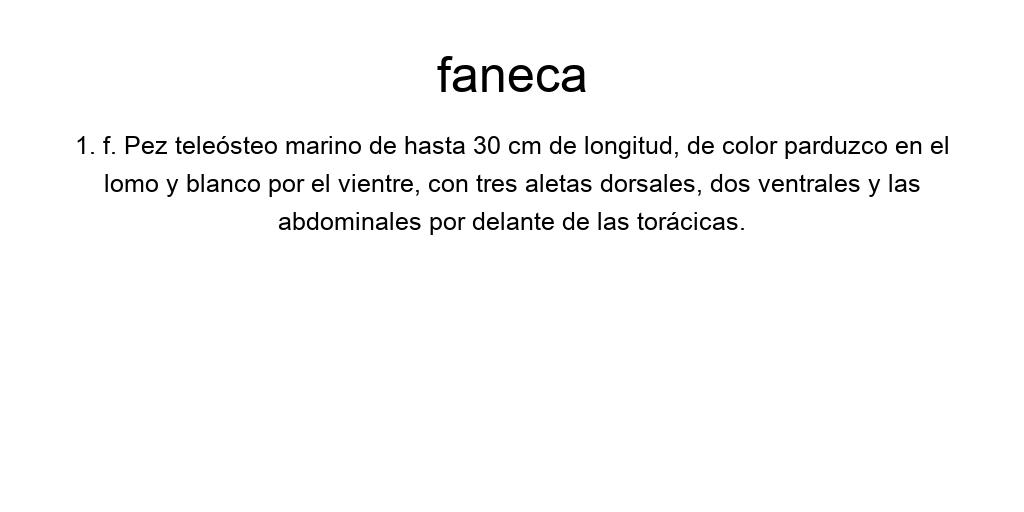 faneca
1. f. Pez teleósteo marino de hasta 30 cm de longitud, de color parduzco en el
lomo y blanco por el vientre, con tres aletas dorsales, dos ventrales y las
abdominales por delante de las torácicas.